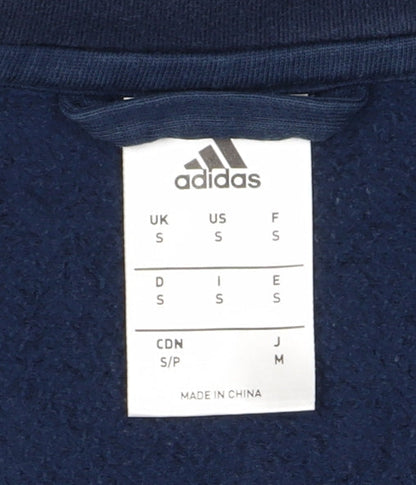 adidas
UK US F
S S S
D I E
S S S
CDN J
S/P M
MADE IN CHINA